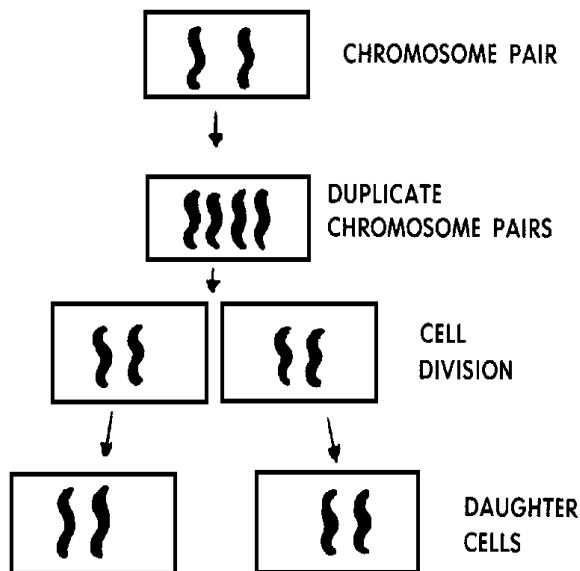 CHROMOSOME PAIR
DUPLICATE
CHROMOSOME PAIRS
CELL
DIVISION
DAUGHTER
CELLS